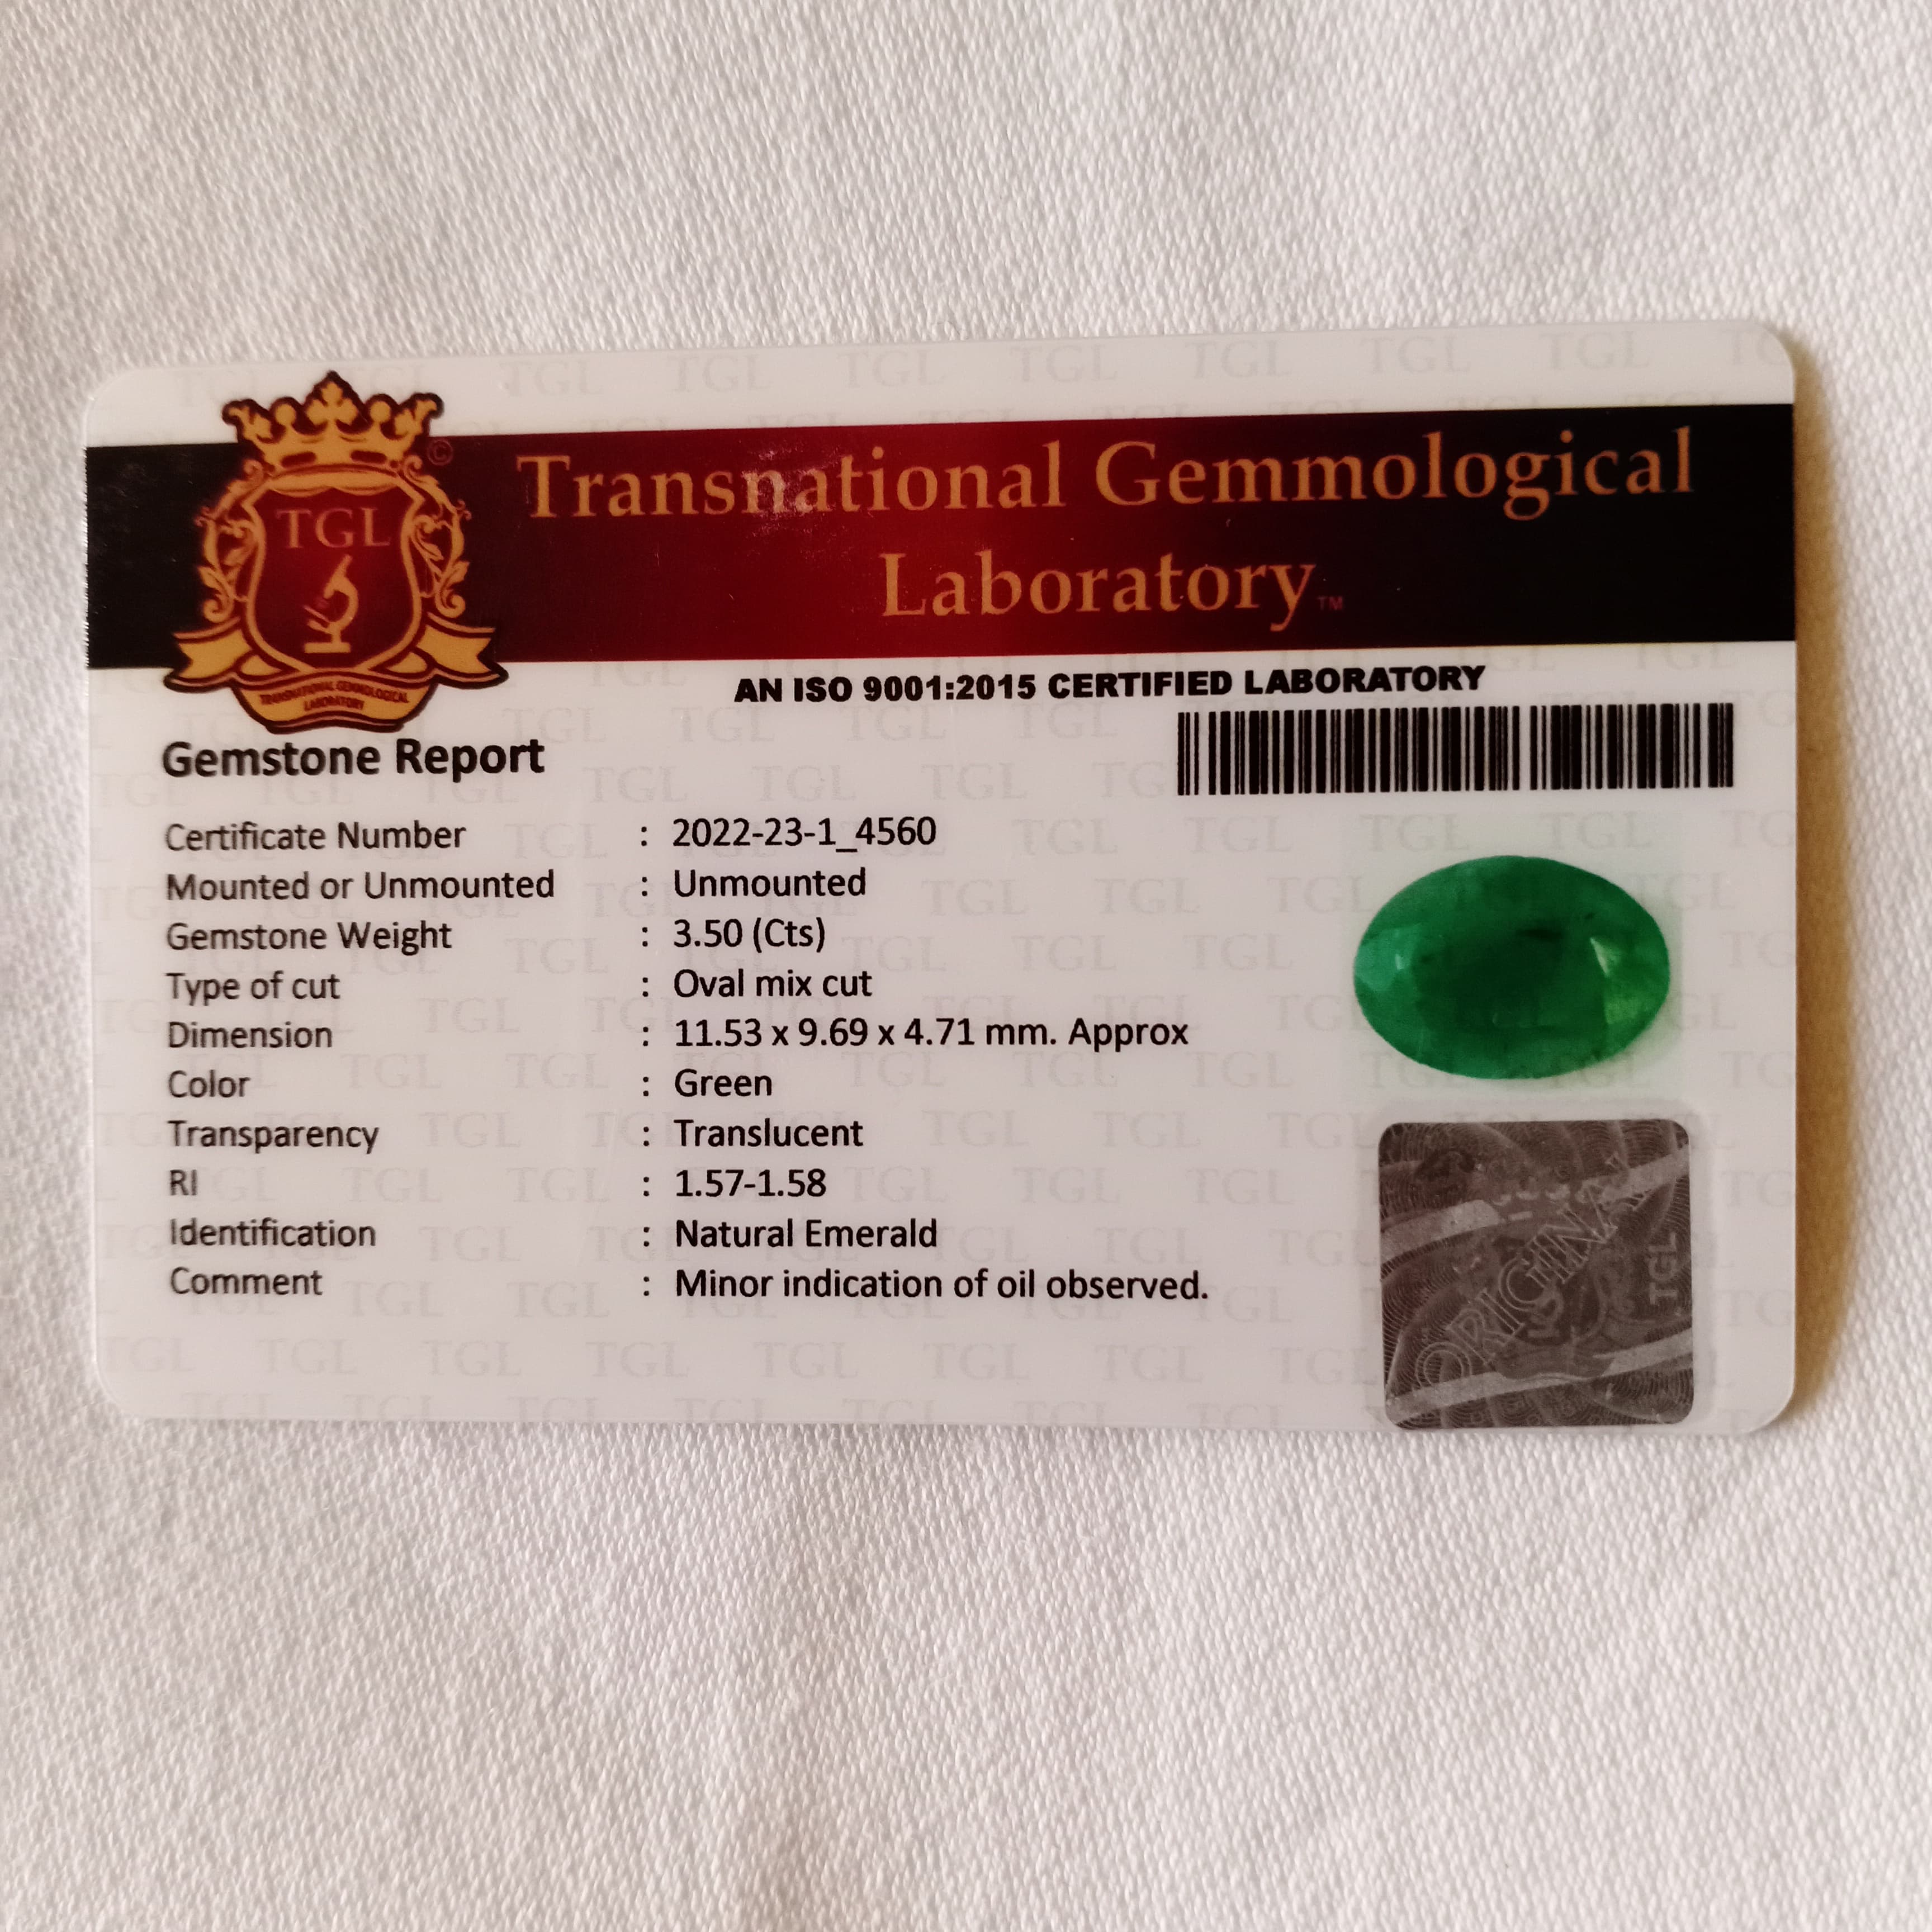 TGL
©
TRANSNATIONAL GEMMOLOGICAL
LABORATORY
Transnational Gemmological
Laboratory™
AN ISO 9001:2015 CERTIFIED LABORATORY
Gemstone Report
Certificate Number : 2022-23-1_4560
Mounted or Unmounted : Unmounted
Gemstone Weight : 3.50 (Cts)
Type of cut : Oval mix cut
Dimension : 11.53 x 9.69 x 4.71 mm. Approx
Color : Green
Transparency : Translucent
RI : 1.57-1.58
Identification : Natural Emerald
Comment : Minor indication of oil observed.
ORIGINAL
TGL